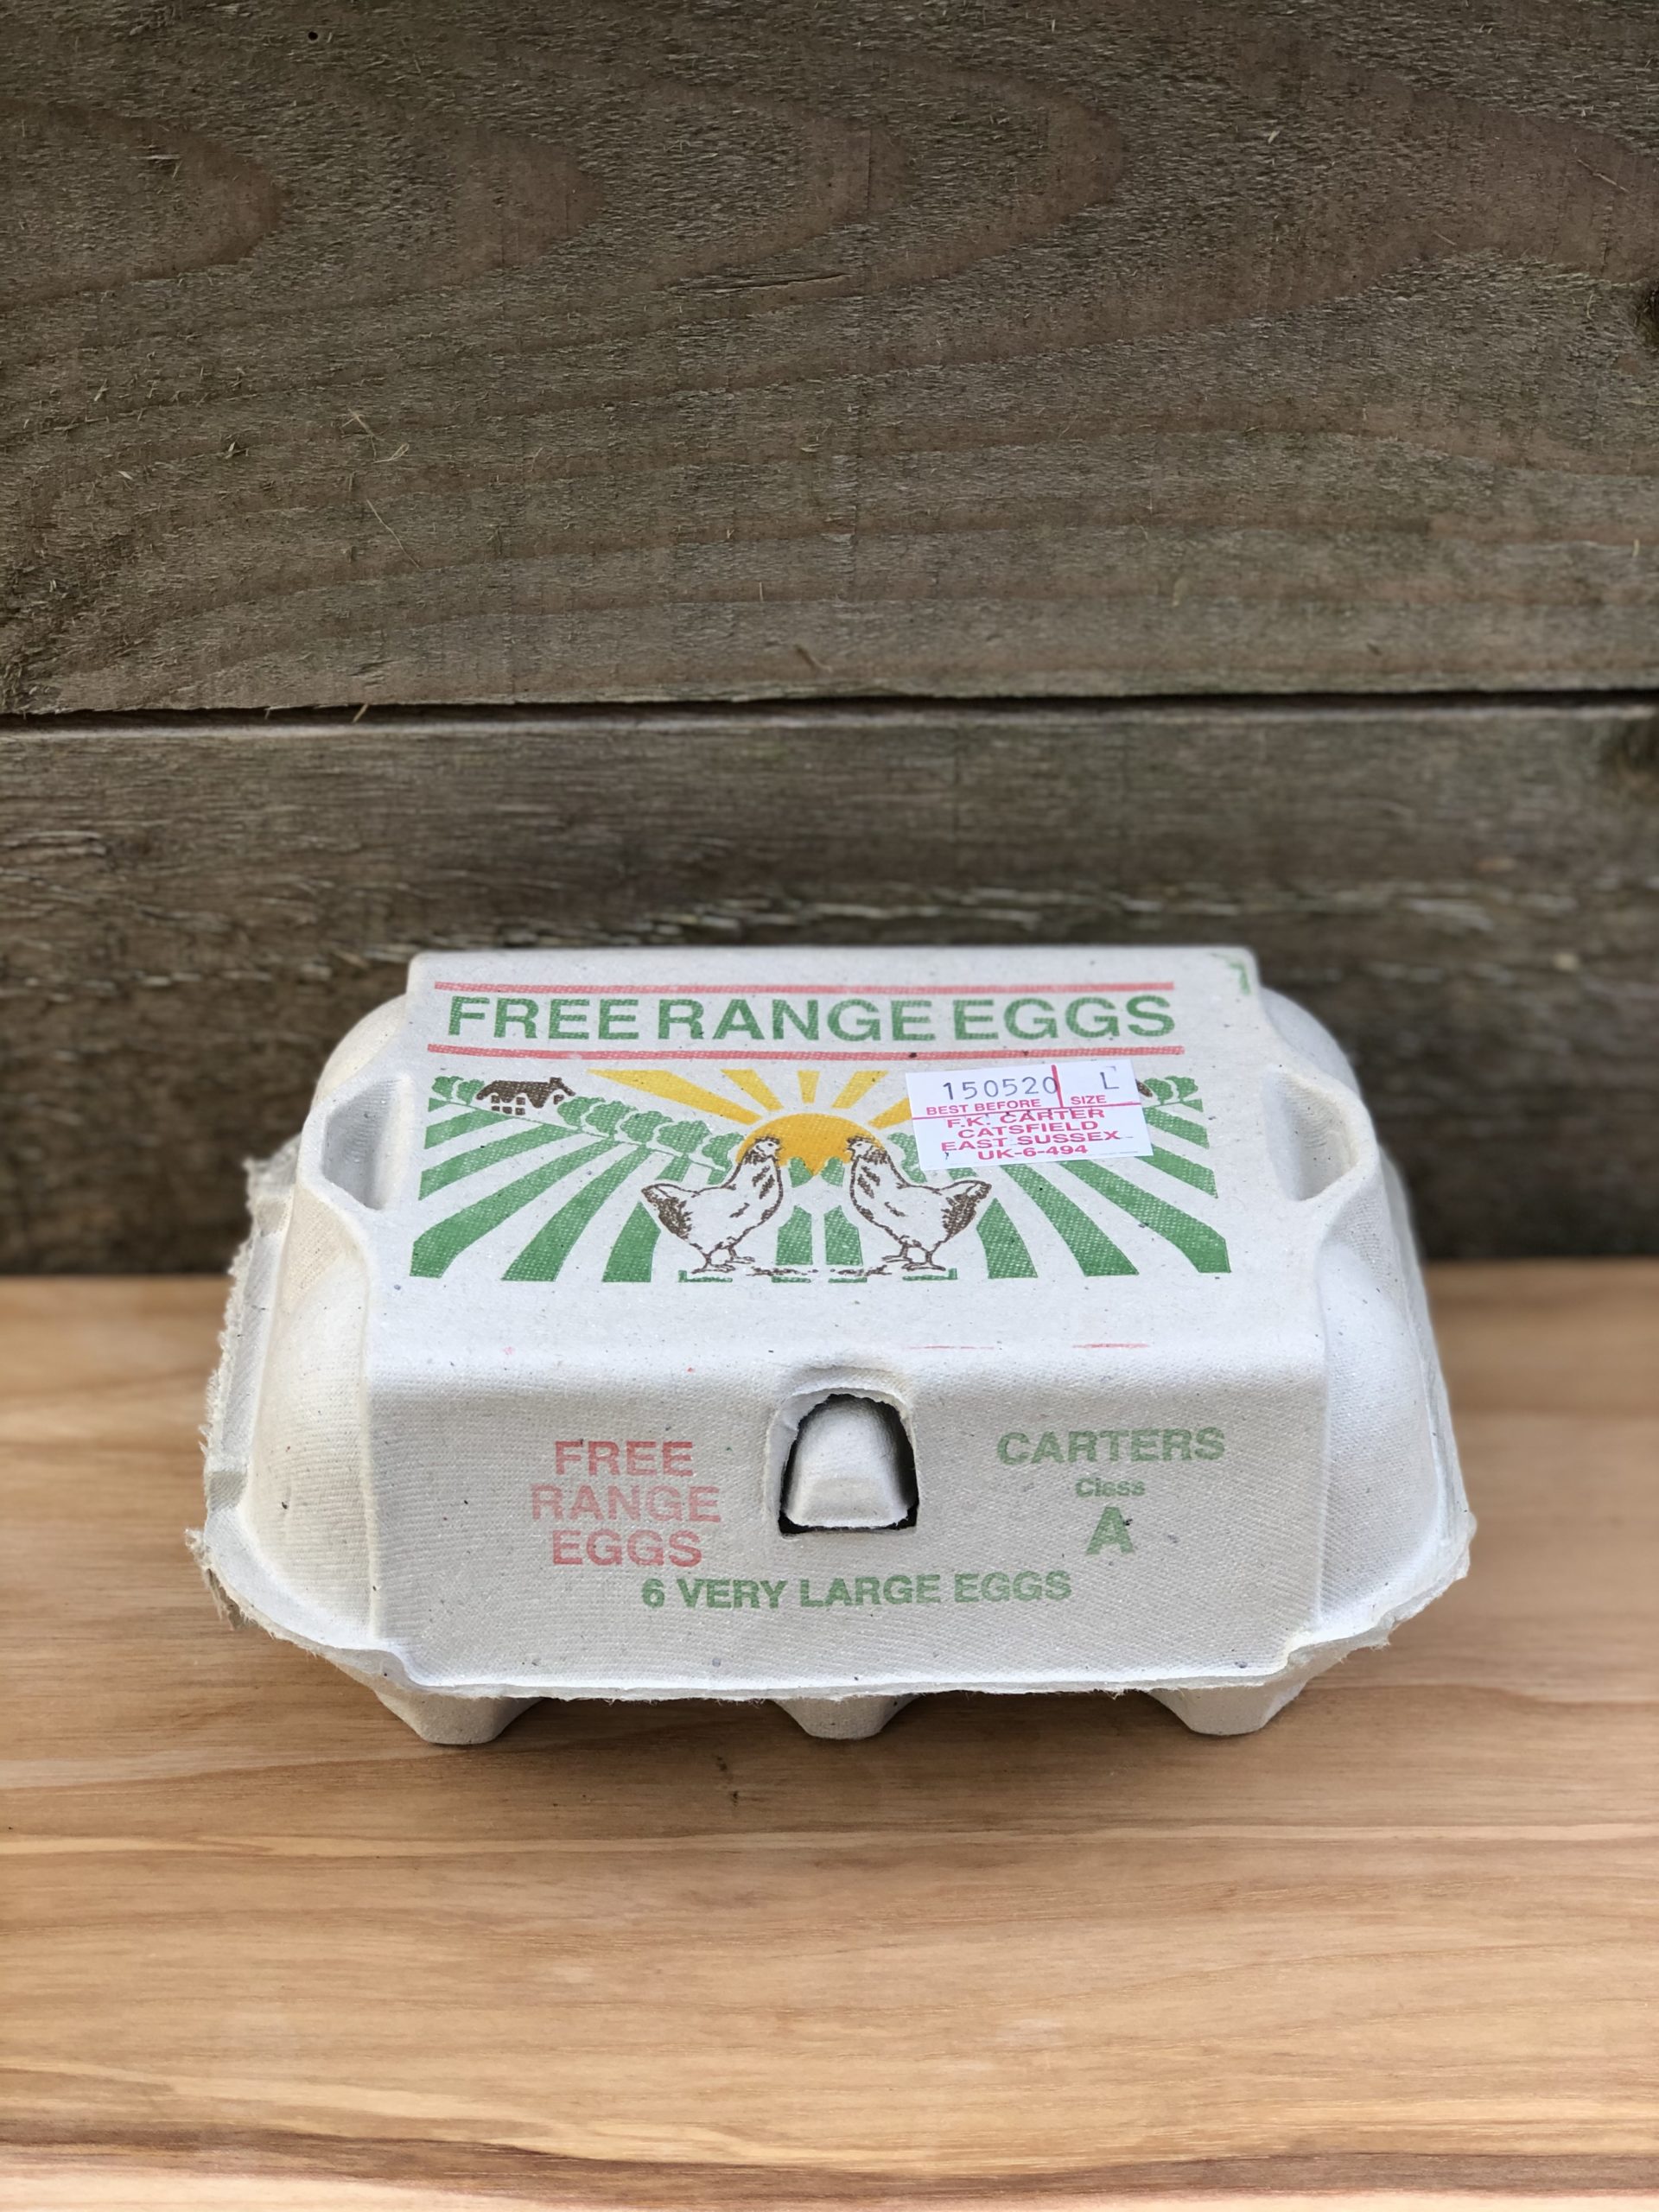 FREE RANGE EGGS
150520 L
BEST BEFORE SIZE
F.K. CARTER
CATSFIELD
EAST SUSSEX
UK-6-494
FREE
RANGE
EGGS
CARTERS
Class
A
6 VERY LARGE EGGS